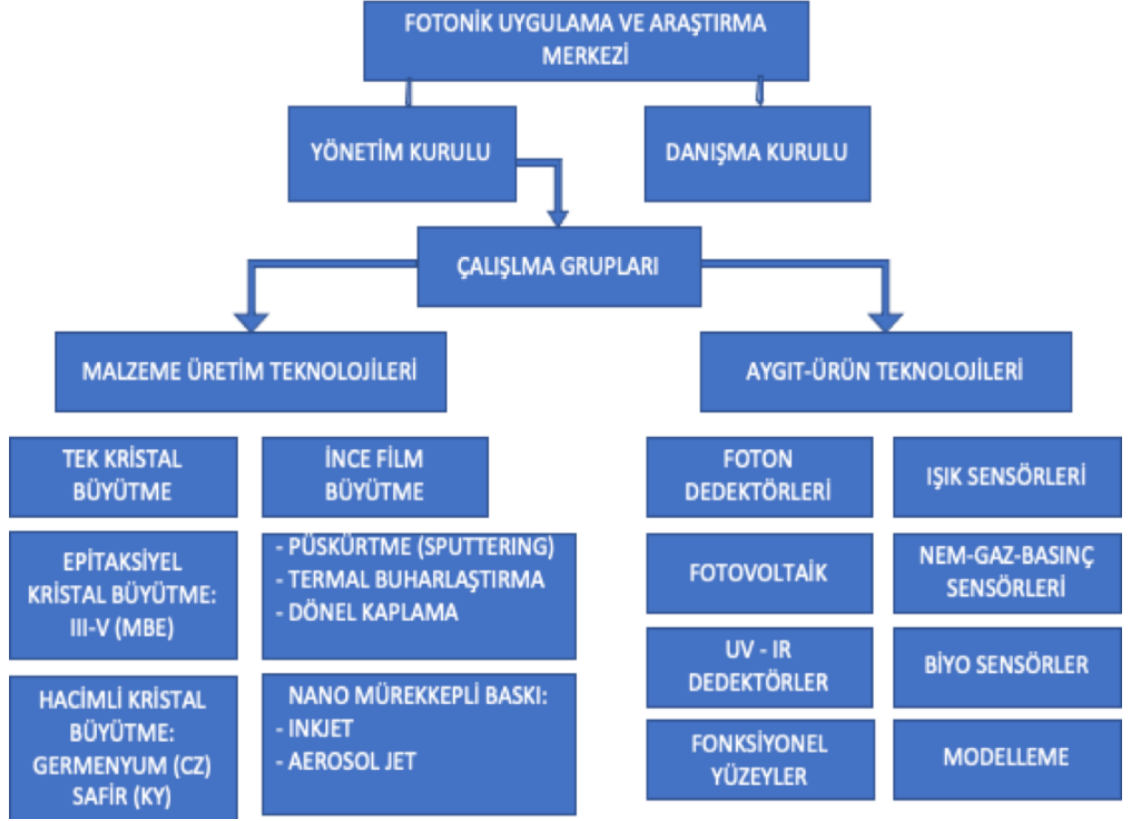 FOTONİK UYGULAMA VE ARAŞTIRMA
MERKEZİ
YÖNETİM KURULU
DANIŞMA KURULU
ÇALIŞLMA GRUPLARI
MALZEME ÜRETİM TEKNOLOJİLERİ
AYGIT-ÜRÜN TEKNOLOJİLERİ
TEK KRİSTAL
BÜYÜTME
İNCE FİLM
BÜYÜTME
EPİTAKSİYEL
KRİSTAL BÜYÜTME:
III-V (MBE)
- PÜSKÜRTME (SPUTTERING)
- TERMAL BUHARLAŞTIRMA
- DÖNEL KAPLAMA
HACİMLİ KRİSTAL
BÜYÜTME:
GERMENYUM (CZ)
SAFİR (KY)
NANO MÜREKKEPLİ BASKI:
- INKJET
- AEROSOL JET
FOTON
DEDEKTÖRLERİ
IŞIK SENSÖRLERİ
FOTOVOLTAİK
NEM-GAZ-BASINÇ
SENSÖRLERİ
UV - IR
DEDEKTÖRLER
BİYO SENSÖRLER
FONKSİYONEL
YÜZEYLER
MODELLEME